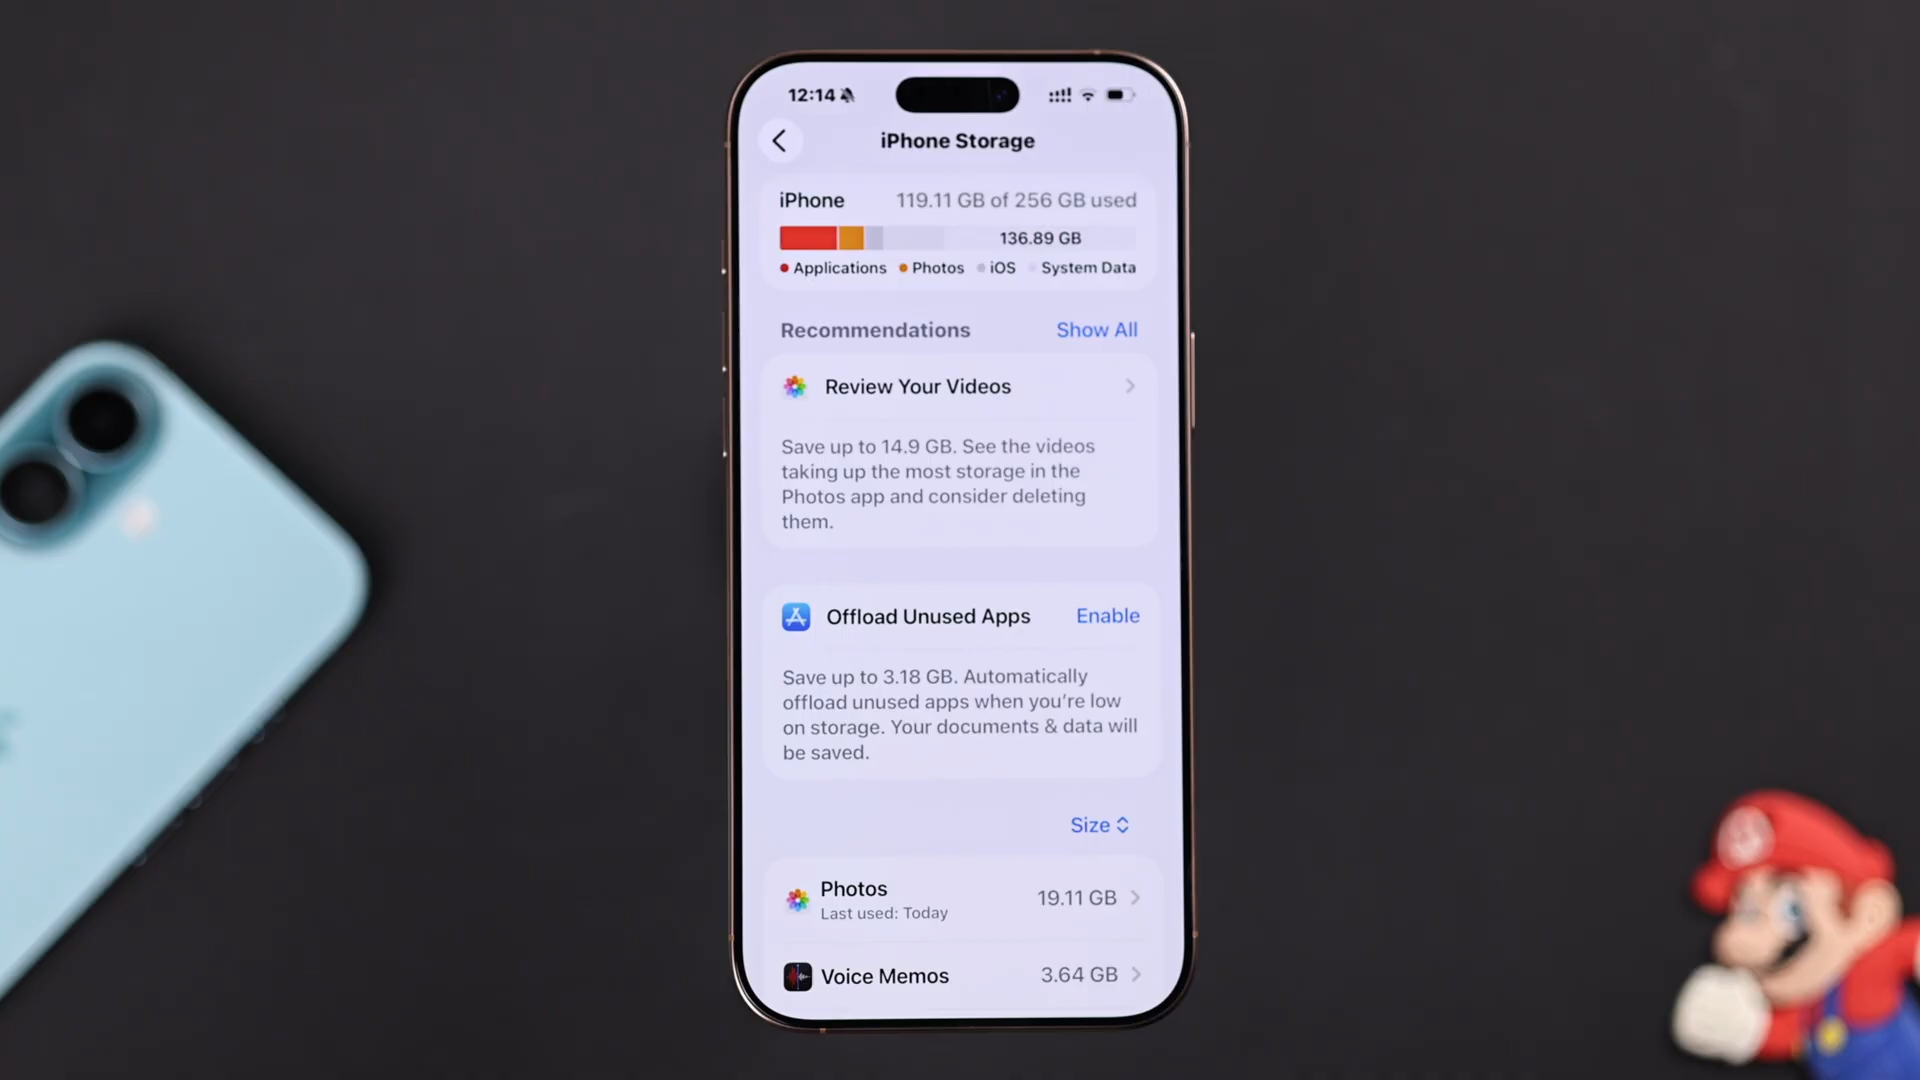 12:14
iPhone Storage
iPhone 119.11 GB of 256 GB used
136.89 GB
Applications Photos iOS System Data
Recommendations Show All
Review Your Videos
Save up to 14.9 GB. See the videos
taking up the most storage in the
Photos app and consider deleting
them.
Offload Unused Apps Enable
Save up to 3.18 GB. Automatically
offload unused apps when you’re low
on storage. Your documents & data will
be saved.
Size
Photos 19.11 GB
Last used: Today
Voice Memos 3.64 GB